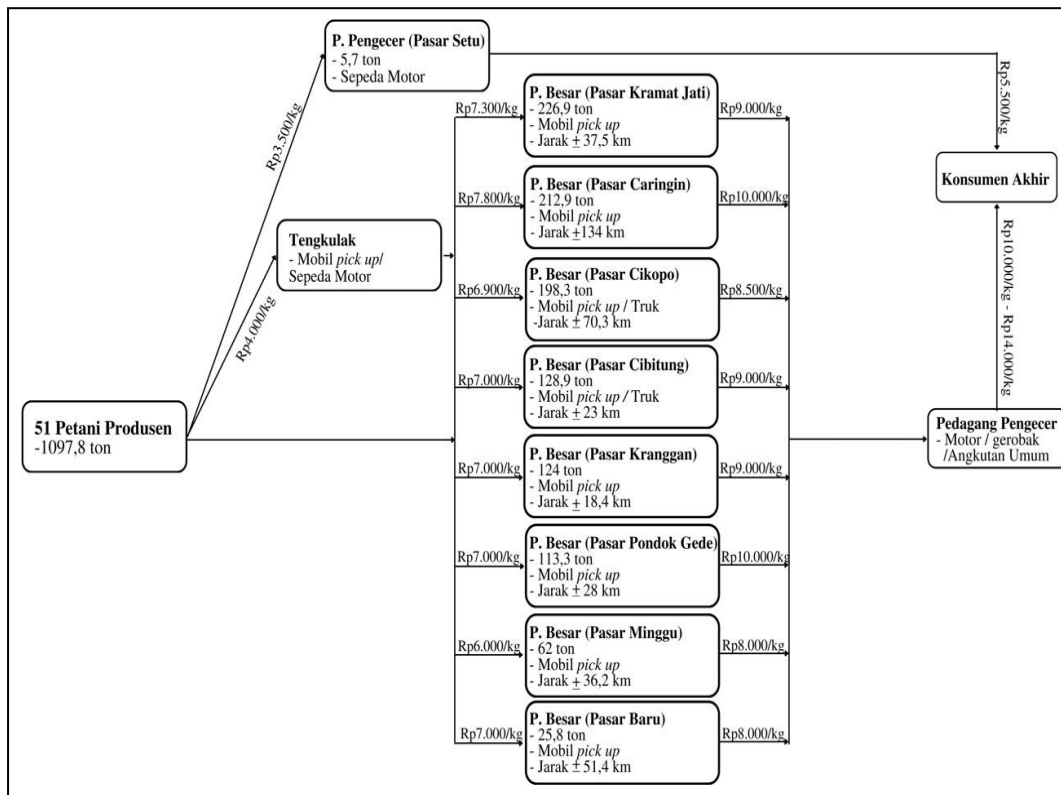 P. Pengecer (Pasar Setu)
- 5,7 ton
- Sepeda Motor
Rp3.500/kg
Rp5.500/kg
Konsumen Akhir
Tengkulak
- Mobil pick up/
Sepeda Motor
Rp4.000/kg
51 Petani Produsen
-1097,8 ton
Rp7.300/kg
P. Besar (Pasar Kramat Jati)
- 226,9 ton
- Mobil pick up
- Jarak ± 37,5 km
Rp9.000/kg
Rp7.800/kg
P. Besar (Pasar Caringin)
- 212,9 ton
- Mobil pick up
- Jarak ±134 km
Rp10.000/kg
Rp6.900/kg
P. Besar (Pasar Cikopo)
- 198,3 ton
- Mobil pick up / Truk
-Jarak ± 70,3 km
Rp8.500/kg
Rp7.000/kg
P. Besar (Pasar Cibitung)
- 128,9 ton
- Mobil pick up / Truk
- Jarak ± 23 km
Rp9.000/kg
Rp7.000/kg
P. Besar (Pasar Kranggan)
- 124 ton
- Mobil pick up
- Jarak ± 18,4 km
Rp9.000/kg
Rp7.000/kg
P. Besar (Pasar Pondok Gede)
- 113,3 ton
- Mobil pick up
- Jarak ± 28 km
Rp10.000/kg
Rp6.000/kg
P. Besar (Pasar Minggu)
- 62 ton
- Mobil pick up
- Jarak ± 36,2 km
Rp8.000/kg
Rp7.000/kg
P. Besar (Pasar Baru)
- 25,8 ton
- Mobil pick up
- Jarak ± 51,4 km
Rp8.000/kg
Rp10.000/kg - Rp14.000/kg
Pedagang Pengecer
- Motor / gerobak
/Angkutan Umum